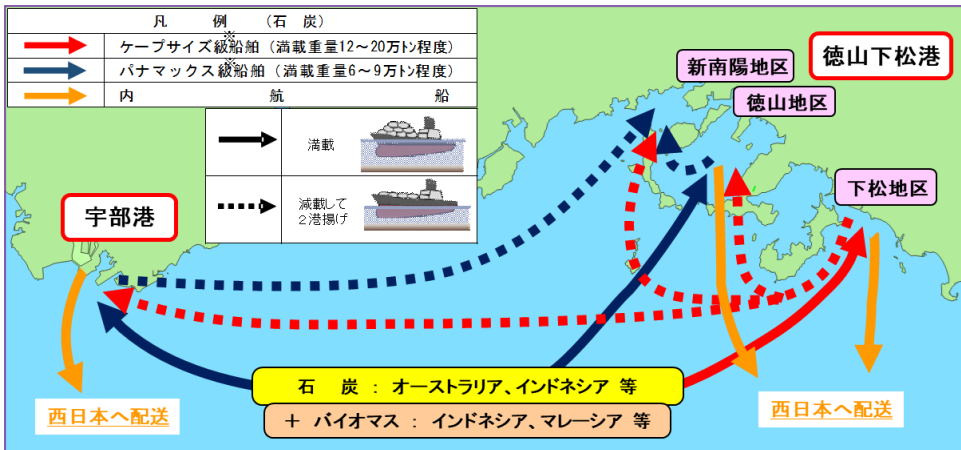 凡 例 (石 炭)
※
ケープサイズ級船舶 (満載重量12~20万㌧程度)
※
パナマックス級船舶 (満載重量6~9万㌧程度)
内 航 船
満載
減載して
2港揚げ
徳山下松港
新南陽地区
徳山地区
下松地区
宇部港
石 炭 : オーストラリア、インドネシア 等
+ バイオマス : インドネシア、マレーシア 等
西日本へ配送
西日本へ配送